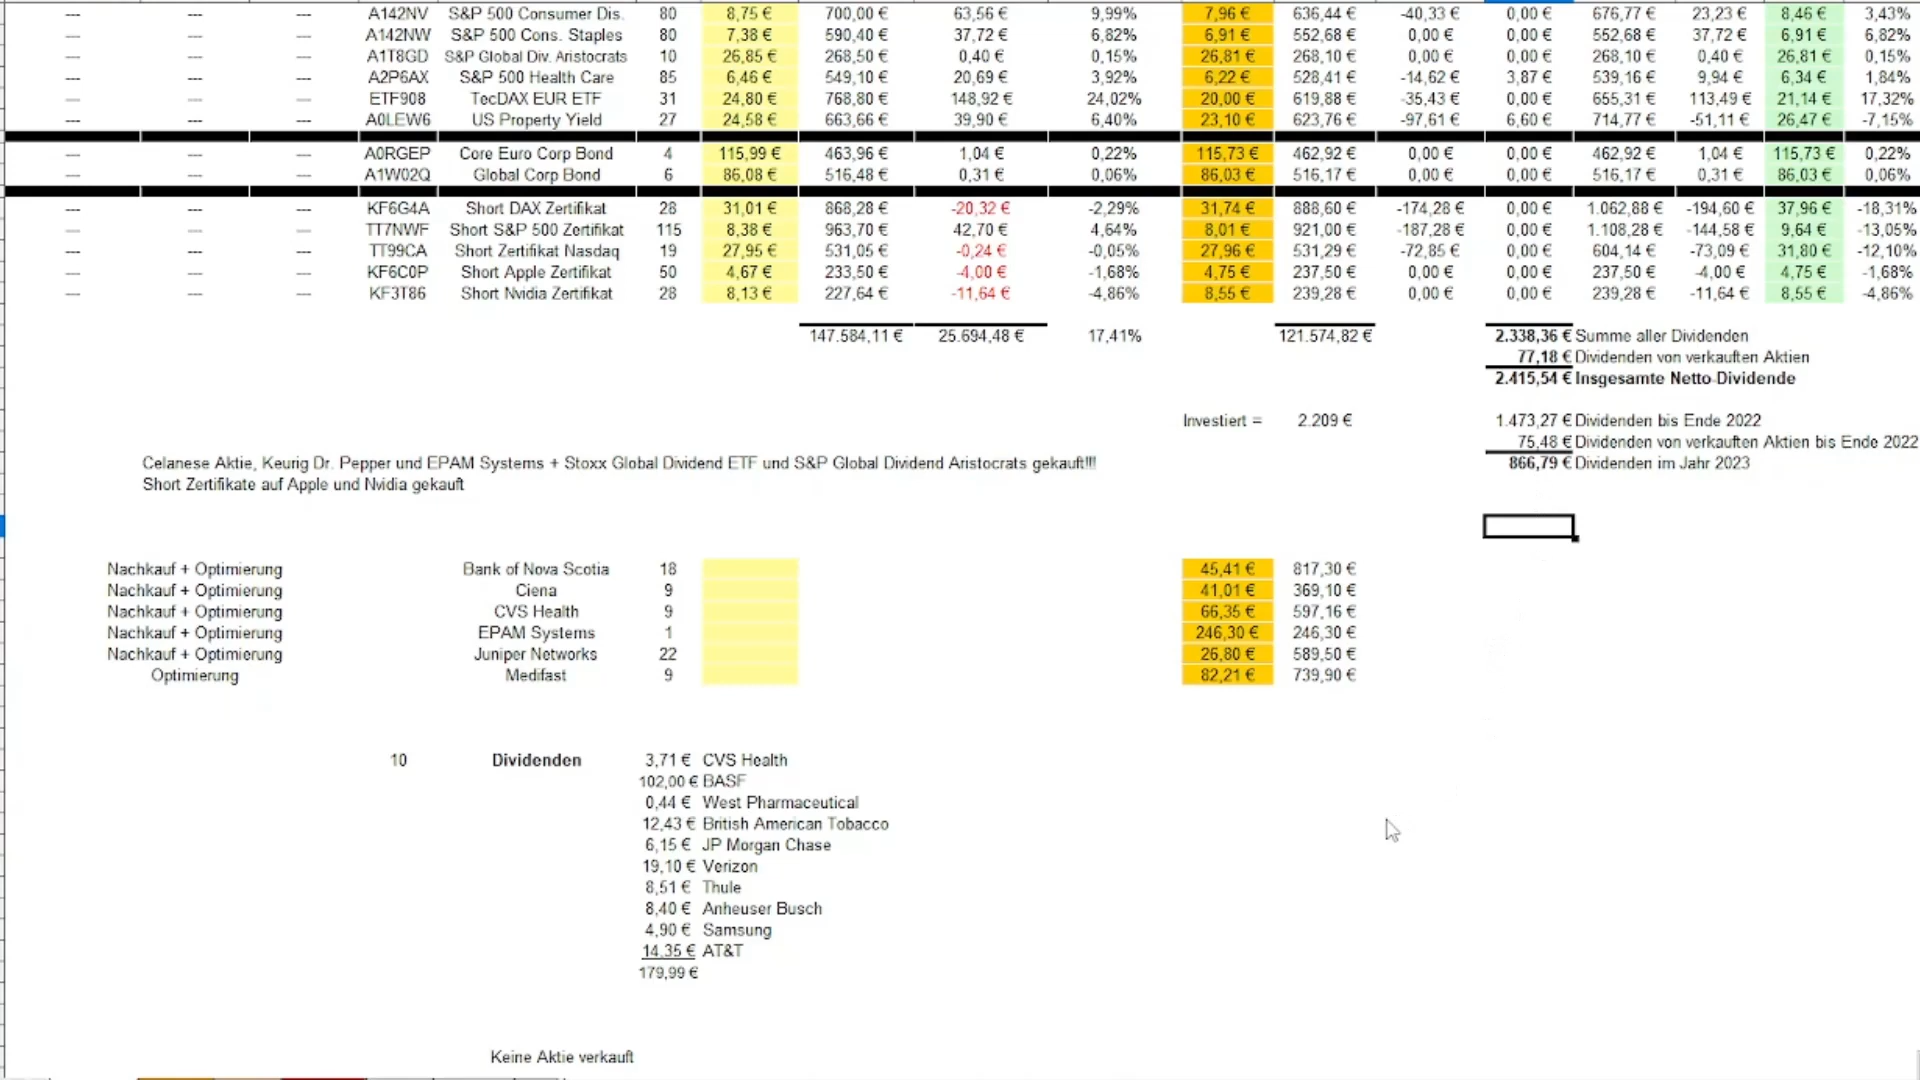 --- --- --- A142NV S&P 500 Consumer Dis. 80 8,75 € 700,00 € 63,56 € 9,99% 7,96 € 636,44 € -40,33 € 0,00 € 676,77 € 23,23 € 8,46 € 3,43%
--- --- --- A142NW S&P 500 Cons. Staples 80 7,38 € 590,40 € 37,72 € 6,82% 6,91 € 552,68 € 0,00 € 0,00 € 552,68 € 37,72 € 6,91 € 6,82%
--- --- --- A1T8GD S&P Global Div. Aristocrats 10 26,85 € 268,50 € 0,40 € 0,15% 26,81 € 268,10 € 0,00 € 0,00 € 268,10 € 0,40 € 26,81 € 0,15%
--- --- --- A2P6AX S&P 500 Health Care 85 6,46 € 549,10 € 20,69 € 3,92% 6,22 € 528,41 € -14,62 € 3,87 € 539,16 € 9,94 € 6,34 € 1,84%
--- --- --- ETF908 TecDAX EUR ETF 31 24,80 € 768,80 € 148,92 € 24,02% 20,00 € 619,88 € -35,43 € 0,00 € 655,31 € 113,49 € 21,14 € 17,32%
--- --- --- A0LEW6 US Property Yield 27 24,58 € 663,66 € 39,90 € 6,40% 23,10 € 623,76 € -97,61 € 6,60 € 714,77 € -51,11 € 26,47 € -7,15%
--- --- --- A0RGEP Core Euro Corp Bond 4 115,99 € 463,96 € 1,04 € 0,22% 115,73 € 462,92 € 0,00 € 0,00 € 462,92 € 1,04 € 115,73 € 0,22%
--- --- --- A1W02Q Global Corp Bond 6 86,08 € 516,48 € 0,31 € 0,06% 86,03 € 516,17 € 0,00 € 0,00 € 516,17 € 0,31 € 86,03 € 0,06%
--- --- --- KF6G4A Short DAX Zertifikat 28 31,01 € 868,28 € -20,32 € -2,29% 31,74 € 888,60 € -174,28 € 0,00 € 1.062,88 € -194,60 € 37,96 € -18,31%
--- --- --- TT7NWF Short S&P 500 Zertifikat 115 8,38 € 963,70 € 42,70 € 4,64% 8,01 € 921,00 € -187,28 € 0,00 € 1.108,28 € -144,58 € 9,64 € -13,05%
--- --- --- TT99CA Short Zertifikat Nasdaq 19 27,95 € 531,05 € -0,24 € -0,05% 27,96 € 531,29 € -72,85 € 0,00 € 604,14 € -73,09 € 31,80 € -12,10%
--- --- --- KF6C0P Short Apple Zertifikat 50 4,67 € 233,50 € -4,00 € -1,68% 4,75 € 237,50 € 0,00 € 0,00 € 237,50 € -4,00 € 4,75 € -1,68%
--- --- --- KF3T86 Short Nvidia Zertifikat 28 8,13 € 227,64 € -11,64 € -4,86% 8,55 € 239,28 € 0,00 € 0,00 € 239,28 € -11,64 € 8,55 € -4,86%
147.584,11 € 25.694,48 € 17,41% 121.574,82 € 2.338,36 € Summe aller Dividenden
77,18 € Dividenden von verkauften Aktien
2.415,54 € Insgesamte Netto-Dividende
Investiert = 2.209 € 1.473,27 € Dividenden bis Ende 2022
75,48 € Dividenden von verkauften Aktien bis Ende 2022
Celanese Aktie, Keurig Dr. Pepper und EPAM Systems + Stoxx Global Dividend ETF und S&P Global Dividend Aristocrats gekauft!!! 866,79 € Dividenden im Jahr 2023
Short Zertifikate auf Apple und Nvidia gekauft
Nachkauf + Optimierung Bank of Nova Scotia 18 45,41 € 817,30 €
Nachkauf + Optimierung Ciena 9 41,01 € 369,10 €
Nachkauf + Optimierung CVS Health 9 66,35 € 597,16 €
Nachkauf + Optimierung EPAM Systems 1 246,30 € 246,30 €
Nachkauf + Optimierung Juniper Networks 22 26,80 € 589,50 €
Optimierung Medifast 9 82,21 € 739,90 €
10 Dividenden 3,71 € CVS Health
102,00 € BASF
0,44 € West Pharmaceutical
12,43 € British American Tobacco
6,15 € JP Morgan Chase
19,10 € Verizon
8,51 € Thule
8,40 € Anheuser Busch
4,90 € Samsung
14,35 € AT&T
179,99 €
Keine Aktie verkauft